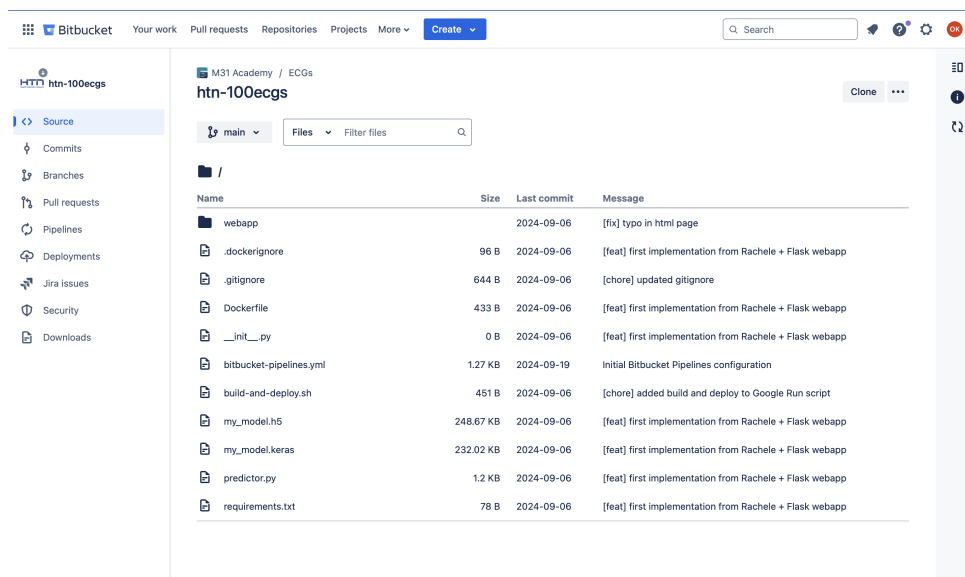 Bitbucket Your work Pull requests Repositories Projects More Create Search OK
HTN htn-100ecgs
Source
Commits
Branches
Pull requests
Pipelines
Deployments
Jira issues
Security
Downloads
M31 Academy / ECGs
htn-100ecgs
Clone
main Files Filter files
/
Name Size Last commit Message
webapp 2024-09-06 [fix] typo in html page
.dockerignore 96 B 2024-09-06 [feat] first implementation from Rachele + Flask webapp
.gitignore 644 B 2024-09-06 [chore] updated gitignore
Dockerfile 433 B 2024-09-06 [feat] first implementation from Rachele + Flask webapp
__init__.py 0 B 2024-09-06 [feat] first implementation from Rachele + Flask webapp
bitbucket-pipelines.yml 1.27 KB 2024-09-19 Initial Bitbucket Pipelines configuration
build-and-deploy.sh 451 B 2024-09-06 [chore] added build and deploy to Google Run script
my_model.h5 248.67 KB 2024-09-06 [feat] first implementation from Rachele + Flask webapp
my_model.keras 232.02 KB 2024-09-06 [feat] first implementation from Rachele + Flask webapp
predictor.py 1.2 KB 2024-09-06 [feat] first implementation from Rachele + Flask webapp
requirements.txt 78 B 2024-09-06 [feat] first implementation from Rachele + Flask webapp